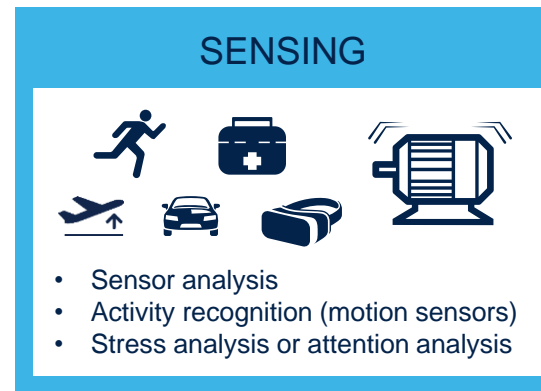 SENSING
• Sensor analysis
• Activity recognition (motion sensors)
• Stress analysis or attention analysis